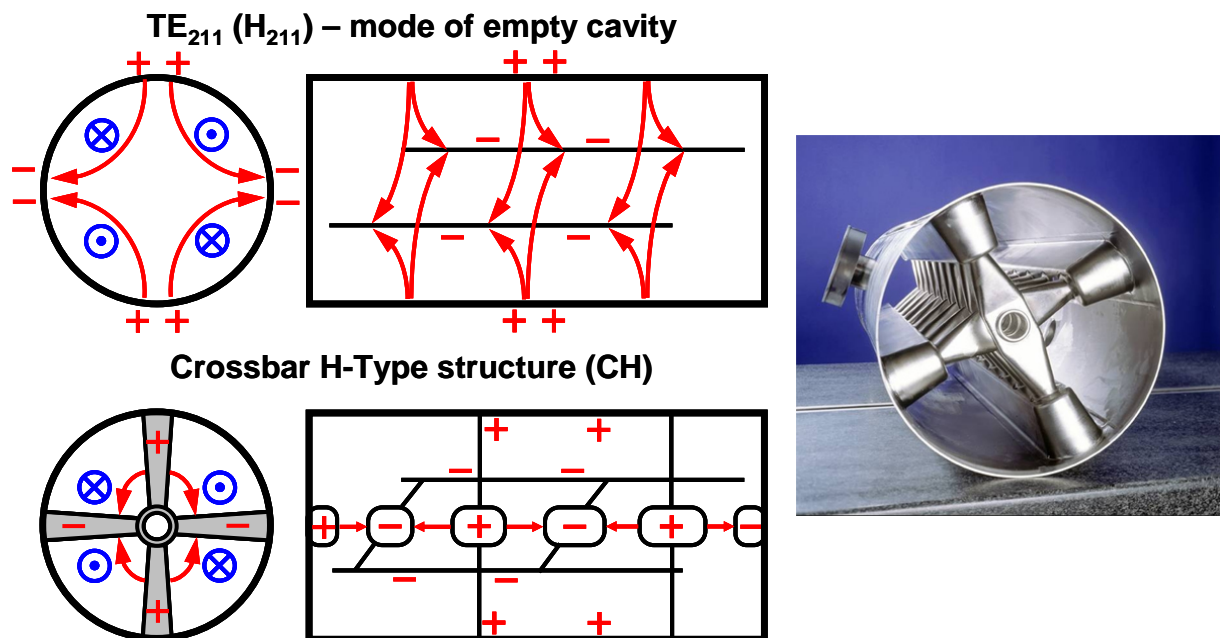 TE211 (H211) – mode of empty cavity
Crossbar H-Type structure (CH)